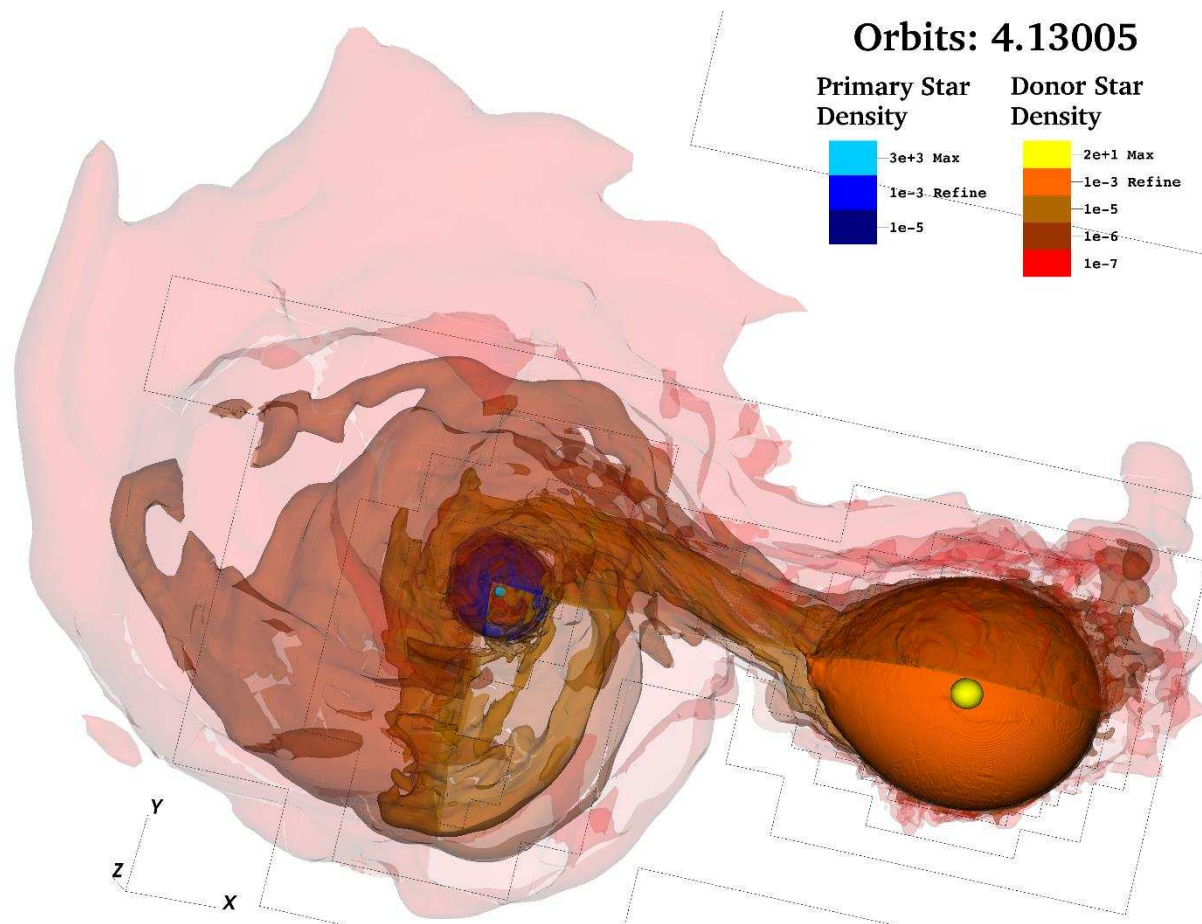 Orbits: 4.13005
Primary Star
Density
3e+3 Max
1e-3 Refine
1e-5
Donor Star
Density
2e+1 Max
1e-3 Refine
1e-5
1e-6
1e-7
Y
Z
X